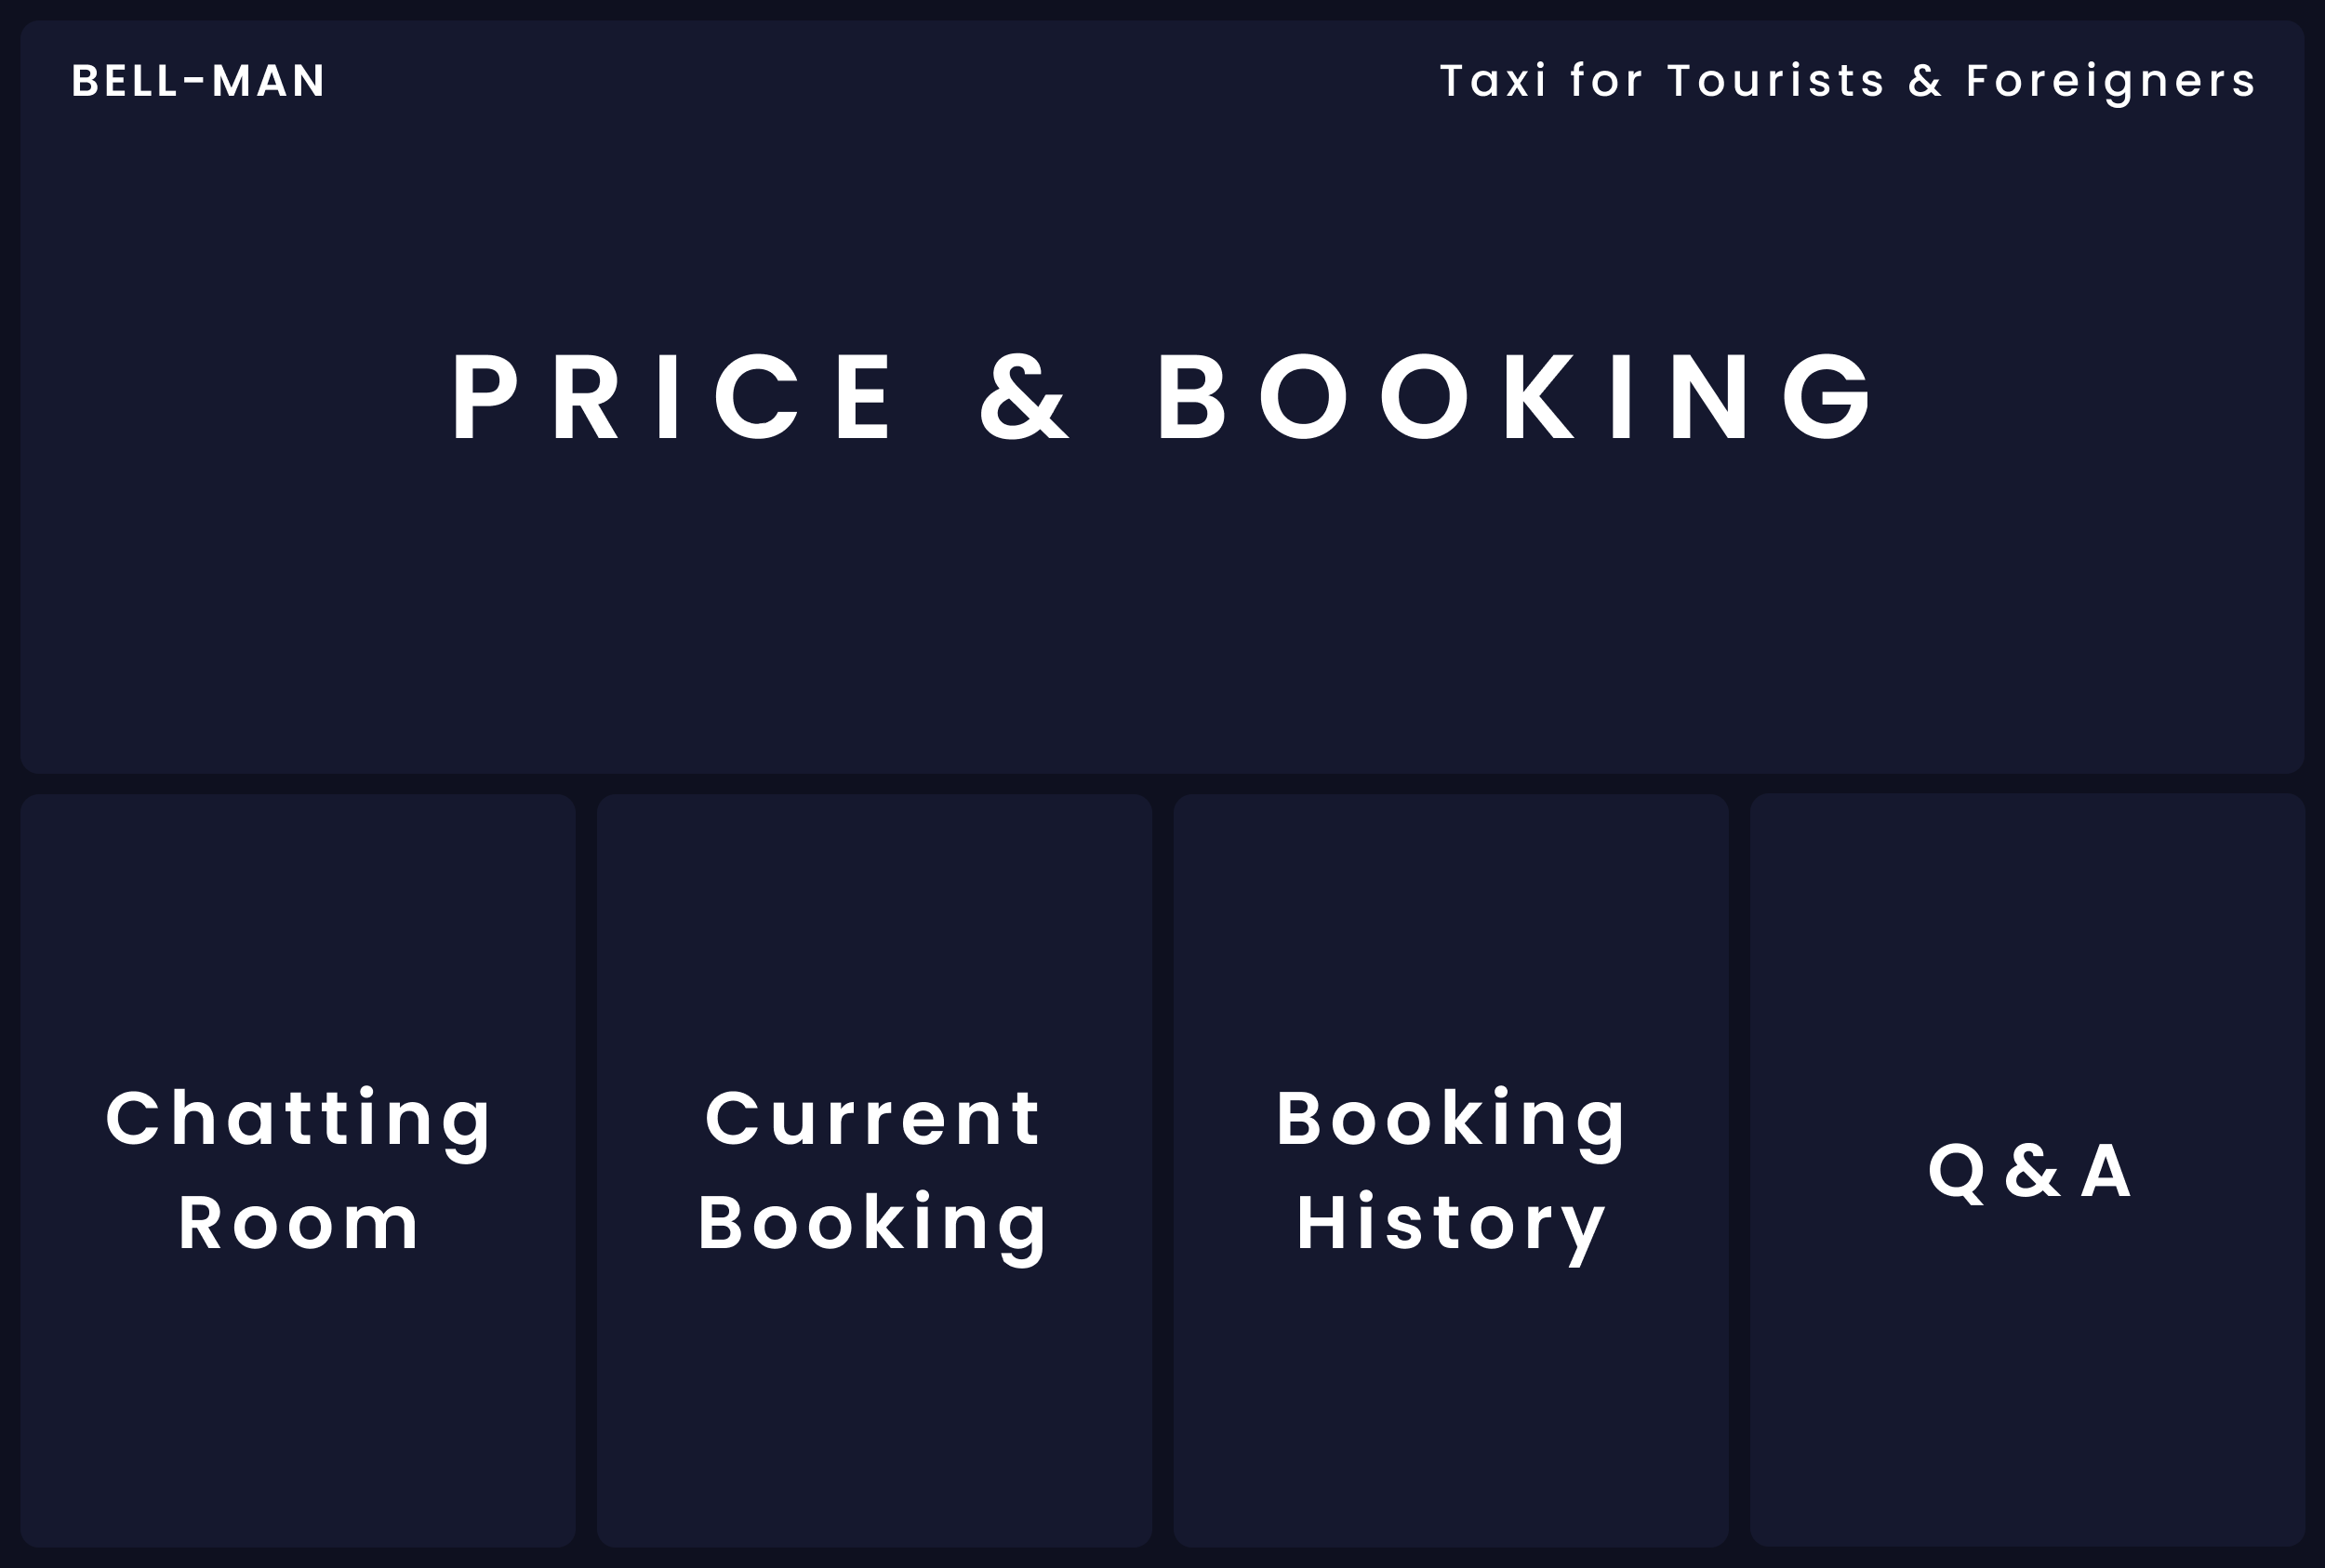 BELL-MAN
Taxi for Tourists & Foreigners
PRICE & BOOKING
Chatting
Room
Current
Booking
Booking
History
Q&A